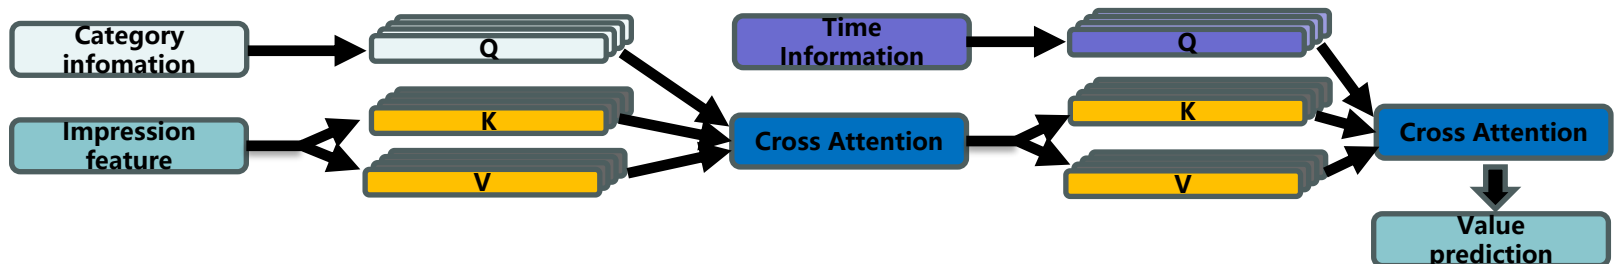 Category
infomation
Q
Impression
feature
K
V
Cross Attention
Time
Information
Q
K
V
Cross Attention
Value
prediction